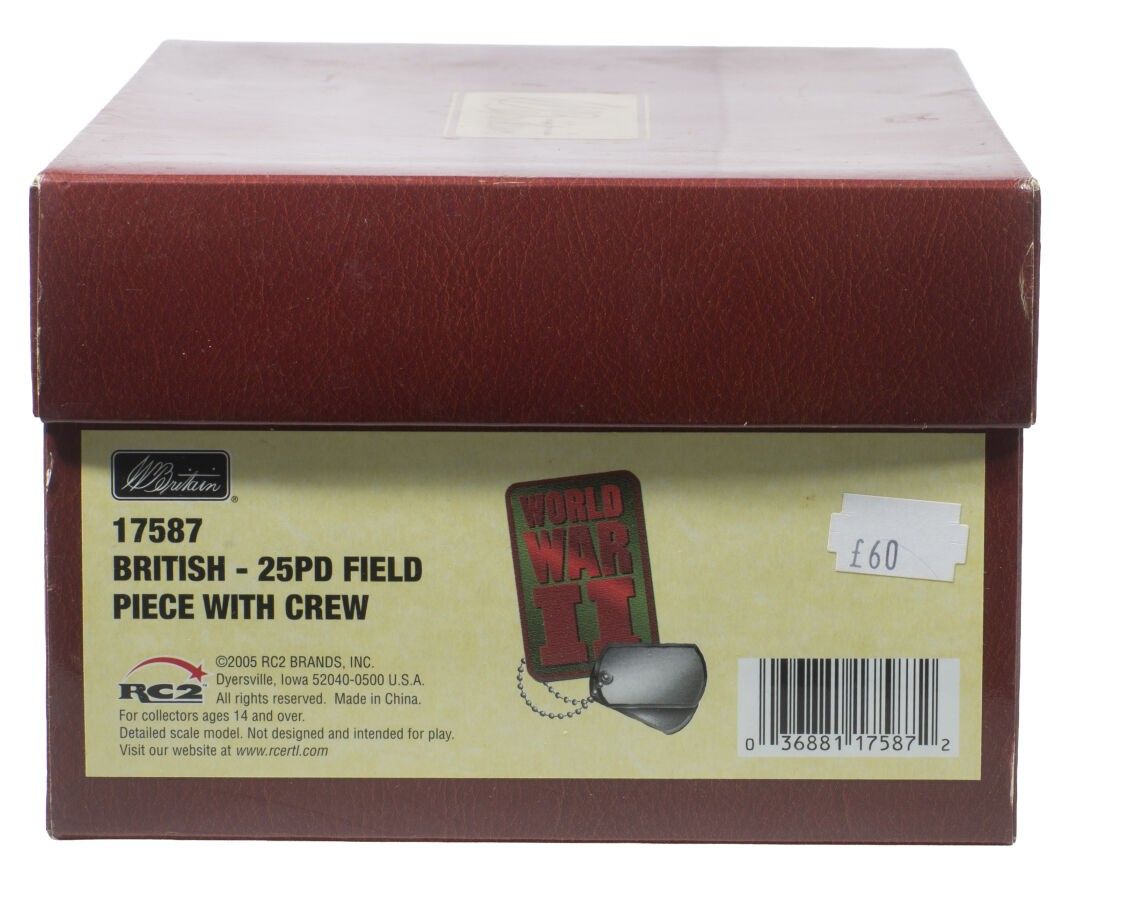 W Britain ®
17587
BRITISH - 25PD FIELD
PIECE WITH CREW
WORLD
WAR
II
£60
RC2
©2005 RC2 BRANDS, INC.
Dyersville, Iowa 52040-0500 U.S.A.
All rights reserved.  Made in China.
For collectors ages 14 and over.
Detailed scale model. Not designed and intended for play.
Visit our website at www.rcertl.com
0 36881 17587 2